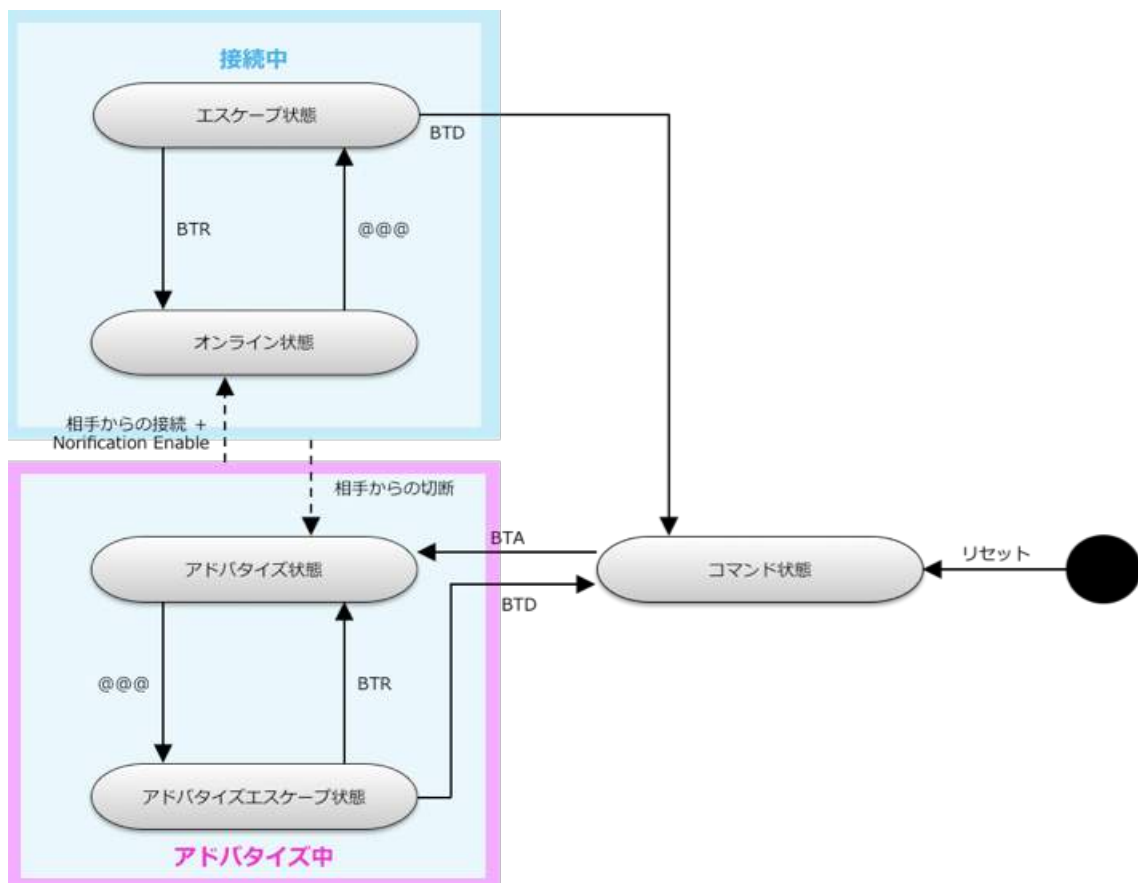 接続中
エスケープ状態
BTD
BTR
@@@
オンライン状態
相手からの接続 +
Norification Enable
相手からの切断
BTA
リセット
アドバタイズ状態
コマンド状態
BTD
@@@
BTR
アドバタイズエスケープ状態
アドバタイズ中